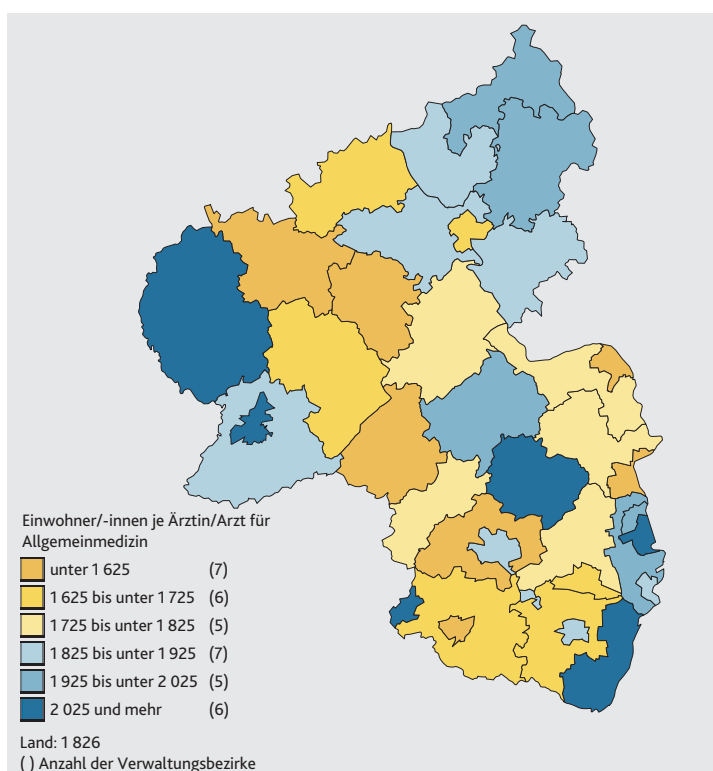 Einwohner/-innen je Ärztin/Arzt für
Allgemeinmedizin
unter 1 625 (7)
1 625 bis unter 1 725 (6)
1 725 bis unter 1 825 (5)
1 825 bis unter 1 925 (7)
1 925 bis unter 2 025 (5)
2 025 und mehr (6)
Land: 1 826
( ) Anzahl der Verwaltungsbezirke